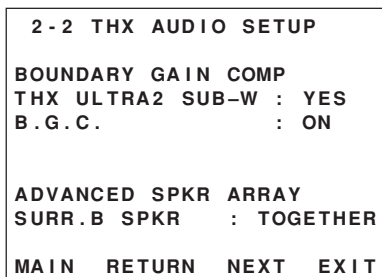 2-2 THX AUDIO SETUP
BOUNDARY GAIN COMP
THX ULTRA2 SUB–W : YES
B.G.C. : ON
ADVANCED SPKR ARRAY
SURR.B SPKR : TOGETHER
MAIN RETURN NEXT EXIT